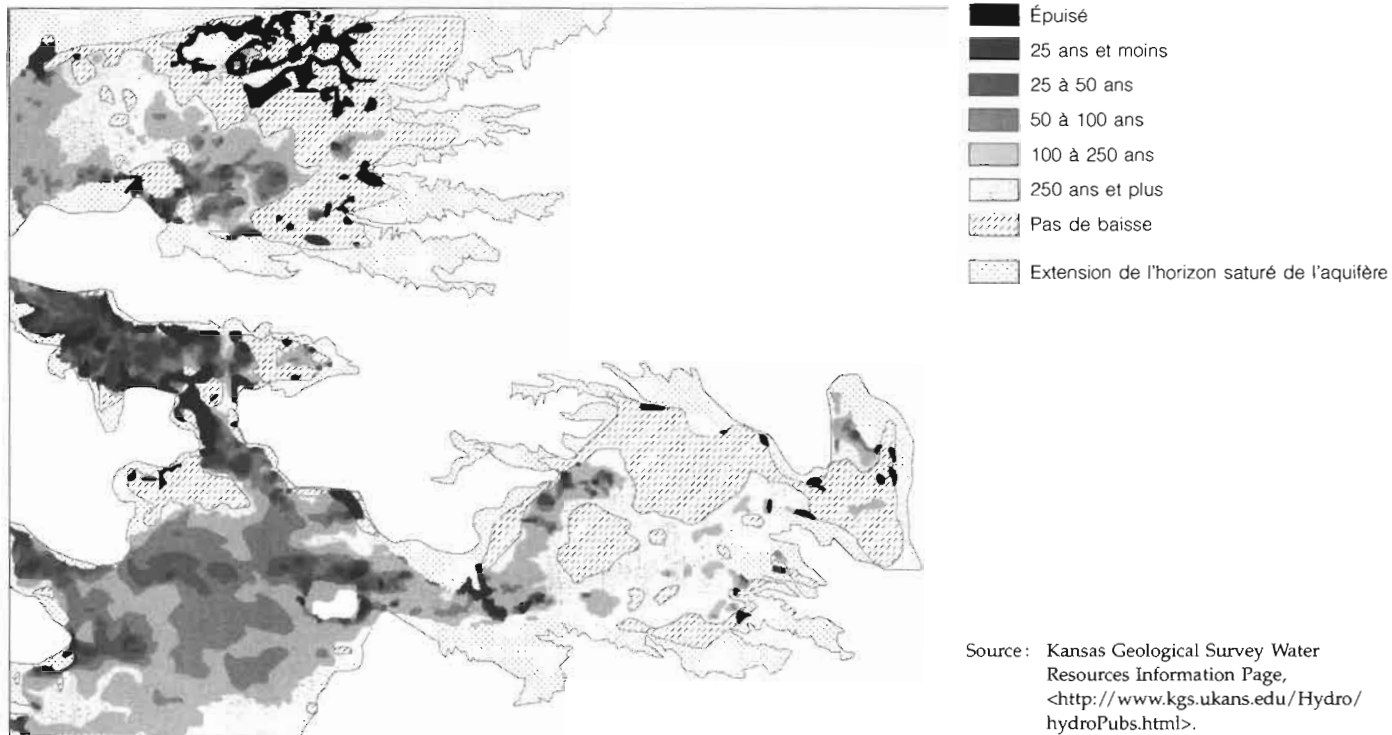 Épuisé
25 ans et moins
25 à 50 ans
50 à 100 ans
100 à 250 ans
250 ans et plus
Pas de baisse
Extension de l'horizon saturé de l'aquifère
Source : Kansas Geological Survey Water
Resources Information Page,
<http://www.kgs.ukans.edu/Hydro/
hydroPubs.html>.